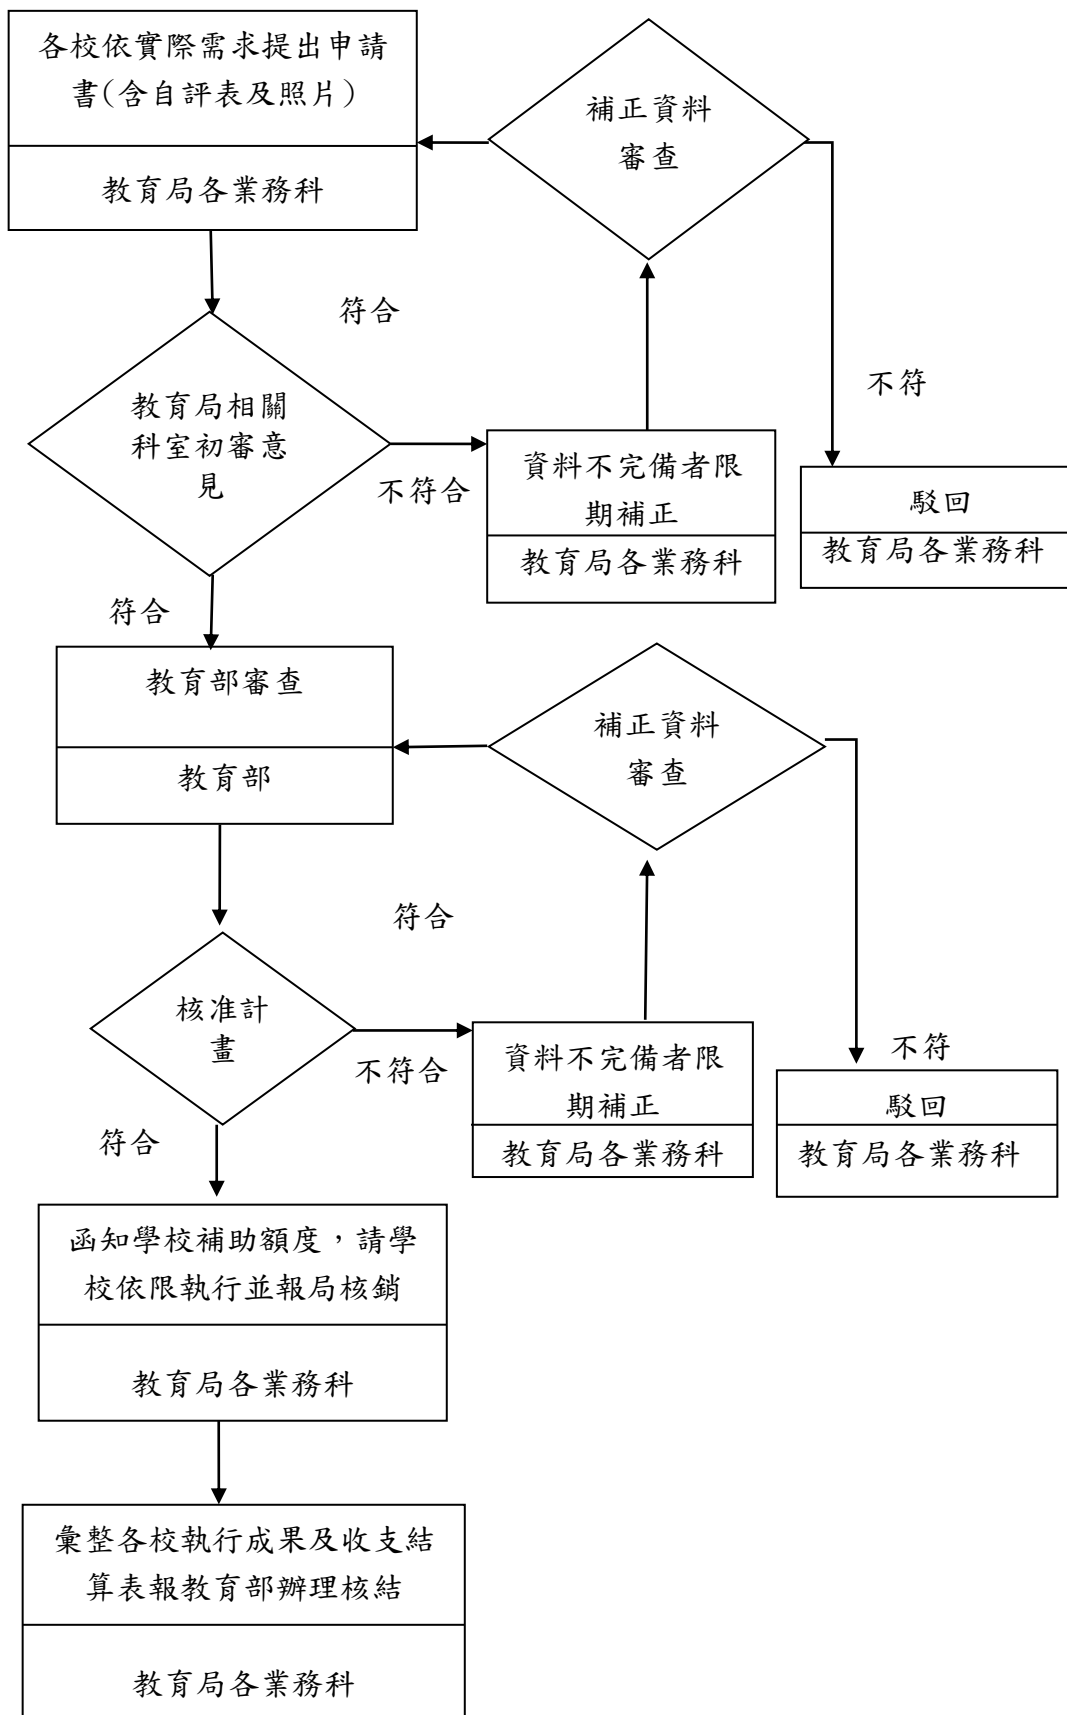 各校依實際需求提出申請
書(含自評表及照片)
教育局各業務科
補正資料
審查
符合
不符
教育局相關
科室初審意
見
不符合
資料不完備者限
期補正
教育局各業務科
駁回
教育局各業務科
符合
教育部審查
教育部
補正資料
審查
符合
核准計
畫
不符合
資料不完備者限
期補正
教育局各業務科
不符
駁回
教育局各業務科
符合
函知學校補助額度，請學
校依限執行並報局核銷
教育局各業務科
彙整各校執行成果及收支結
算表報教育部辦理核結
教育局各業務科